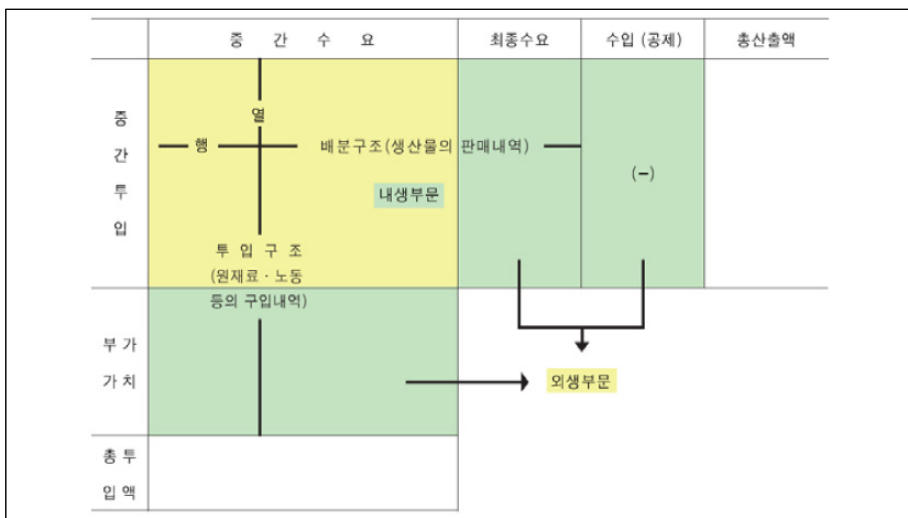 중 간 수 요
최종수요
수입 (공제)
총산출액
중
간
투
입
열
행
배분구조(생산물의 판매내역)
(−)
내생부문
투 입 구 조
(원재료 · 노동
등의 구입내역)
부 가
가 치
외생부문
총 투
입 액